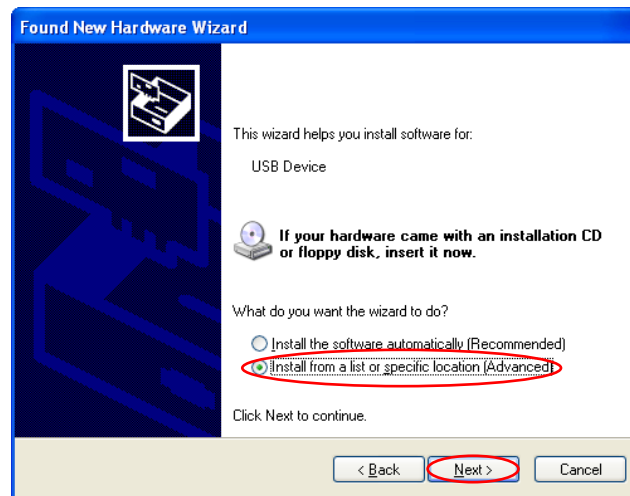 Found New Hardware Wizard
This wizard helps you install software for:
USB Device
If your hardware came with an installation CD
or floppy disk, insert it now.
What do you want the wizard to do?
Install the software automatically (Recommended)
Install from a list or specific location (Advanced)
Click Next to continue.
< Back Next > Cancel